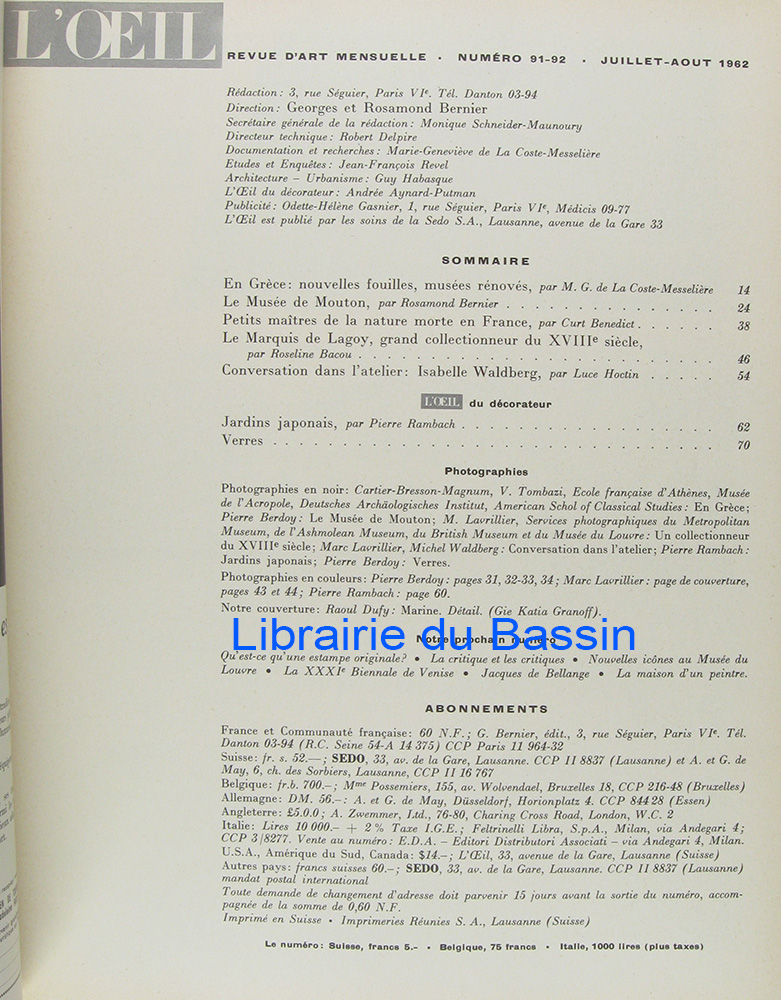 L'ŒIL
REVUE D'ART MENSUELLE • NUMÉRO 91-92 • JUILLET-AOUT 1962
Rédaction: 3, rue Séguier, Paris VIe. Tél. Danton 03-94
Direction: Georges et Rosamond Bernier
Secrétaire générale de la rédaction: Monique Schneider-Maunoury
Directeur technique: Robert Delpire
Documentation et recherches: Marie-Geneviève de La Coste-Messelière
Etudes et Enquêtes: Jean-François Revel
Architecture – Urbanisme: Guy Habasque
L'Œil du décorateur: Andrée Aynard-Putman
Publicité: Odette-Hélène Gasnier, 1, rue Séguier, Paris VIe, Médicis 09-77
L'Œil est publié par les soins de la Sedo S.A., Lausanne, avenue de la Gare 33
SOMMAIRE
En Grèce: nouvelles fouilles, musées rénovés, par M. G. de La Coste-Messelière 14
Le Musée de Mouton, par Rosamond Bernier . . . . . . . . . . . . . . . 24
Petits maîtres de la nature morte en France, par Curt Benedict . . . . . 38
Le Marquis de Lagoy, grand collectionneur du XVIIIe siècle,
par Roseline Bacou . . . . . . . . . . . . . . . . . . . . . . . . . 46
Conversation dans l'atelier: Isabelle Waldberg, par Luce Hoctin . . . . . 54
L'ŒIL du décorateur
Jardins japonais, par Pierre Rambach . . . . . . . . . . . . . . . . . . 62
Verres . . . . . . . . . . . . . . . . . . . . . . . . . . . . . . 70
Photographies
Photographies en noir: Cartier-Bresson-Magnum, V. Tombazi, Ecole française d'Athènes, Musée
de l'Acropole, Deutsches Archäologisches Institut, American Schol of Classical Studies: En Grèce;
Pierre Berdoy: Le Musée de Mouton; M. Lavrillier, Services photographiques du Metropolitan
Museum, de l'Ashmolean Museum, du British Museum et du Musée du Louvre: Un collectionneur
du XVIIIe siècle; Marc Lavrillier, Michel Waldberg: Conversation dans l'atelier; Pierre Rambach:
Jardins japonais; Pierre Berdoy: Verres.
Photographies en couleurs: Pierre Berdoy: pages 31, 32-33, 34; Marc Lavrillier: page de couverture,
pages 43 et 44; Pierre Rambach: page 60.
Notre couverture: Raoul Dufy: Marine. Détail. (Gie Katia Granoff).
Librairie du Bassin
Notre prochain numéro
Qu'est-ce qu'une estampe originale? • La critique et les critiques • Nouvelles icônes au Musée du
Louvre • La XXXIe Biennale de Venise • Jacques de Bellange • La maison d'un peintre.
ABONNEMENTS
France et Communauté française: 60 N.F.; G. Bernier, édit., 3, rue Séguier, Paris VIe. Tél.
Danton 03-94 (R.C. Seine 54-A 14 375) CCP Paris 11 964-32
Suisse: fr. s. 52.—; SEDO, 33, av. de la Gare, Lausanne. CCP II 8837 (Lausanne) et A. et G. de
May, 6, ch. des Sorbiers, Lausanne, CCP II 16 767
Belgique: fr.b. 700.–; Mme Possemiers, 155, av. Wolvendael, Bruxelles 18, CCP 216-48 (Bruxelles)
Allemagne: DM. 56.–: A. et G. de May, Düsseldorf, Horionplatz 4. CCP 844 28 (Essen)
Angleterre: £5.0.0; A. Zwemmer, Ltd., 76-80, Charing Cross Road, London, W.C. 2
Italie: Lires 10 000.– + 2 % Taxe I.G.E.; Feltrinelli Libra, S.p.A., Milan, via Andegari 4;
CCP 3/8277. Vente au numéro: E.D.A. – Editori Distributori Associati – via Andegari 4, Milan.
U.S.A., Amérique du Sud, Canada: $14.–; L'Œil, 33, avenue de la Gare, Lausanne (Suisse)
Autres pays: francs suisses 60.–; SEDO, 33, av. de la Gare, Lausanne. CCP II 8837 (Lausanne)
mandat postal international
Toute demande de changement d'adresse doit parvenir 15 jours avant la sortie du numéro, accom-
pagnée de la somme de 0,60 N.F.
Imprimé en Suisse • Imprimeries Réunies S. A., Lausanne (Suisse)
Le numéro: Suisse, francs 5.– • Belgique, 75 francs • Italie, 1000 lires (plus taxes)